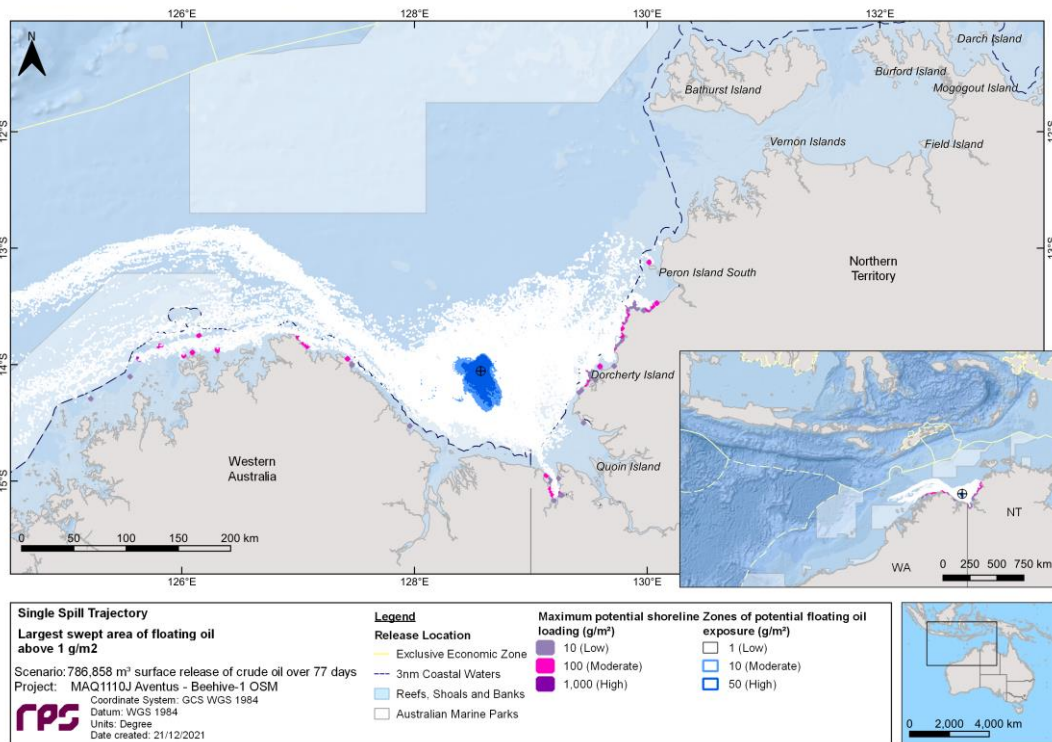 126°E 128°E 130°E 132°E
N
Darch Island
Burford Island
Bathurst Island
Mogogout Island
12°S 12°S
Vernon Islands
Field Island
13°S 13°S
Northern
Territory
Peron Island South
14°S
Dorcherty Island
Western
Australia
Quoin Island
15°S
NT
WA
0 50 100 150 200 km
0 250 500 750 km
126°E 128°E 130°E
Single Spill Trajectory
Largest swept area of floating oil
above 1 g/m2
Scenario: 786,858 m³ surface release of crude oil over 77 days
Project: MAQ1110J Aventus - Beehive-1 OSM
rps
Coordinate System: GCS WGS 1984
Datum: WGS 1984
Units: Degree
Date created: 21/12/2021
Legend
Release Location
Exclusive Economic Zone
3nm Coastal Waters
Reefs, Shoals and Banks
Australian Marine Parks
Maximum potential shoreline
loading (g/m²)
10 (Low)
100 (Moderate)
1,000 (High)
Zones of potential floating oil
exposure (g/m²)
1 (Low)
10 (Moderate)
50 (High)
0 2,000 4,000 km